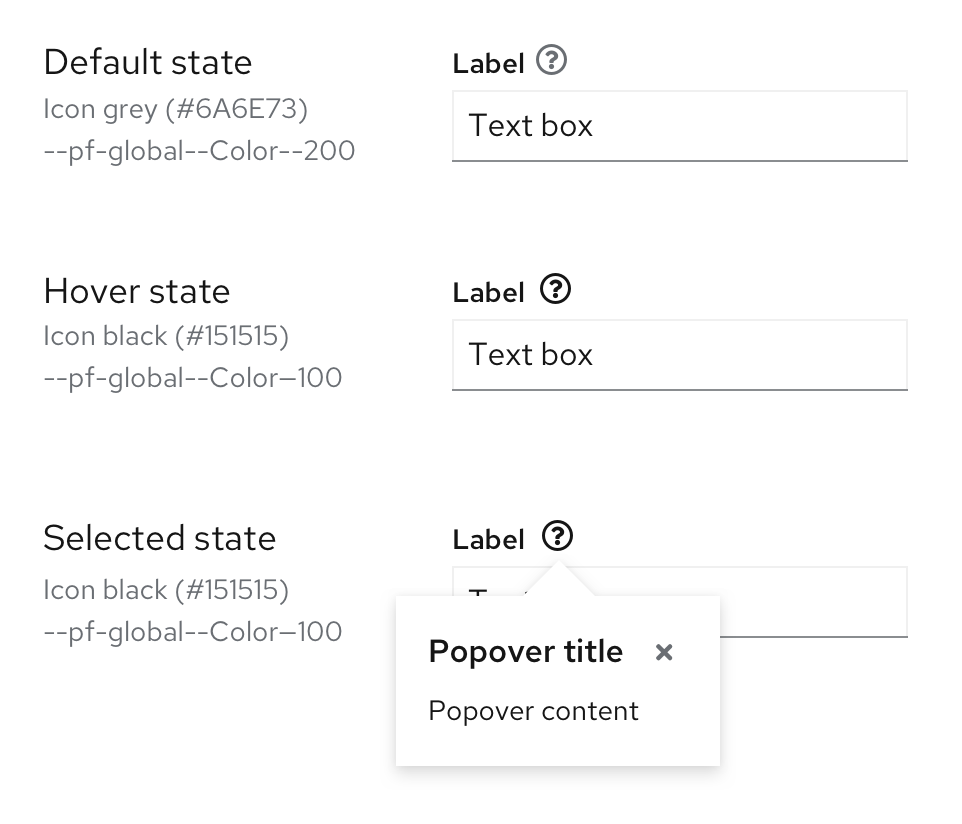 Default state
Icon grey (#6A6E73)
--pf-global--Color--200
Label
Text box
Hover state
Icon black (#151515)
--pf-global--Color—100
Label
Text box
Selected state
Icon black (#151515)
--pf-global--Color—100
Label
Popover title
Popover content